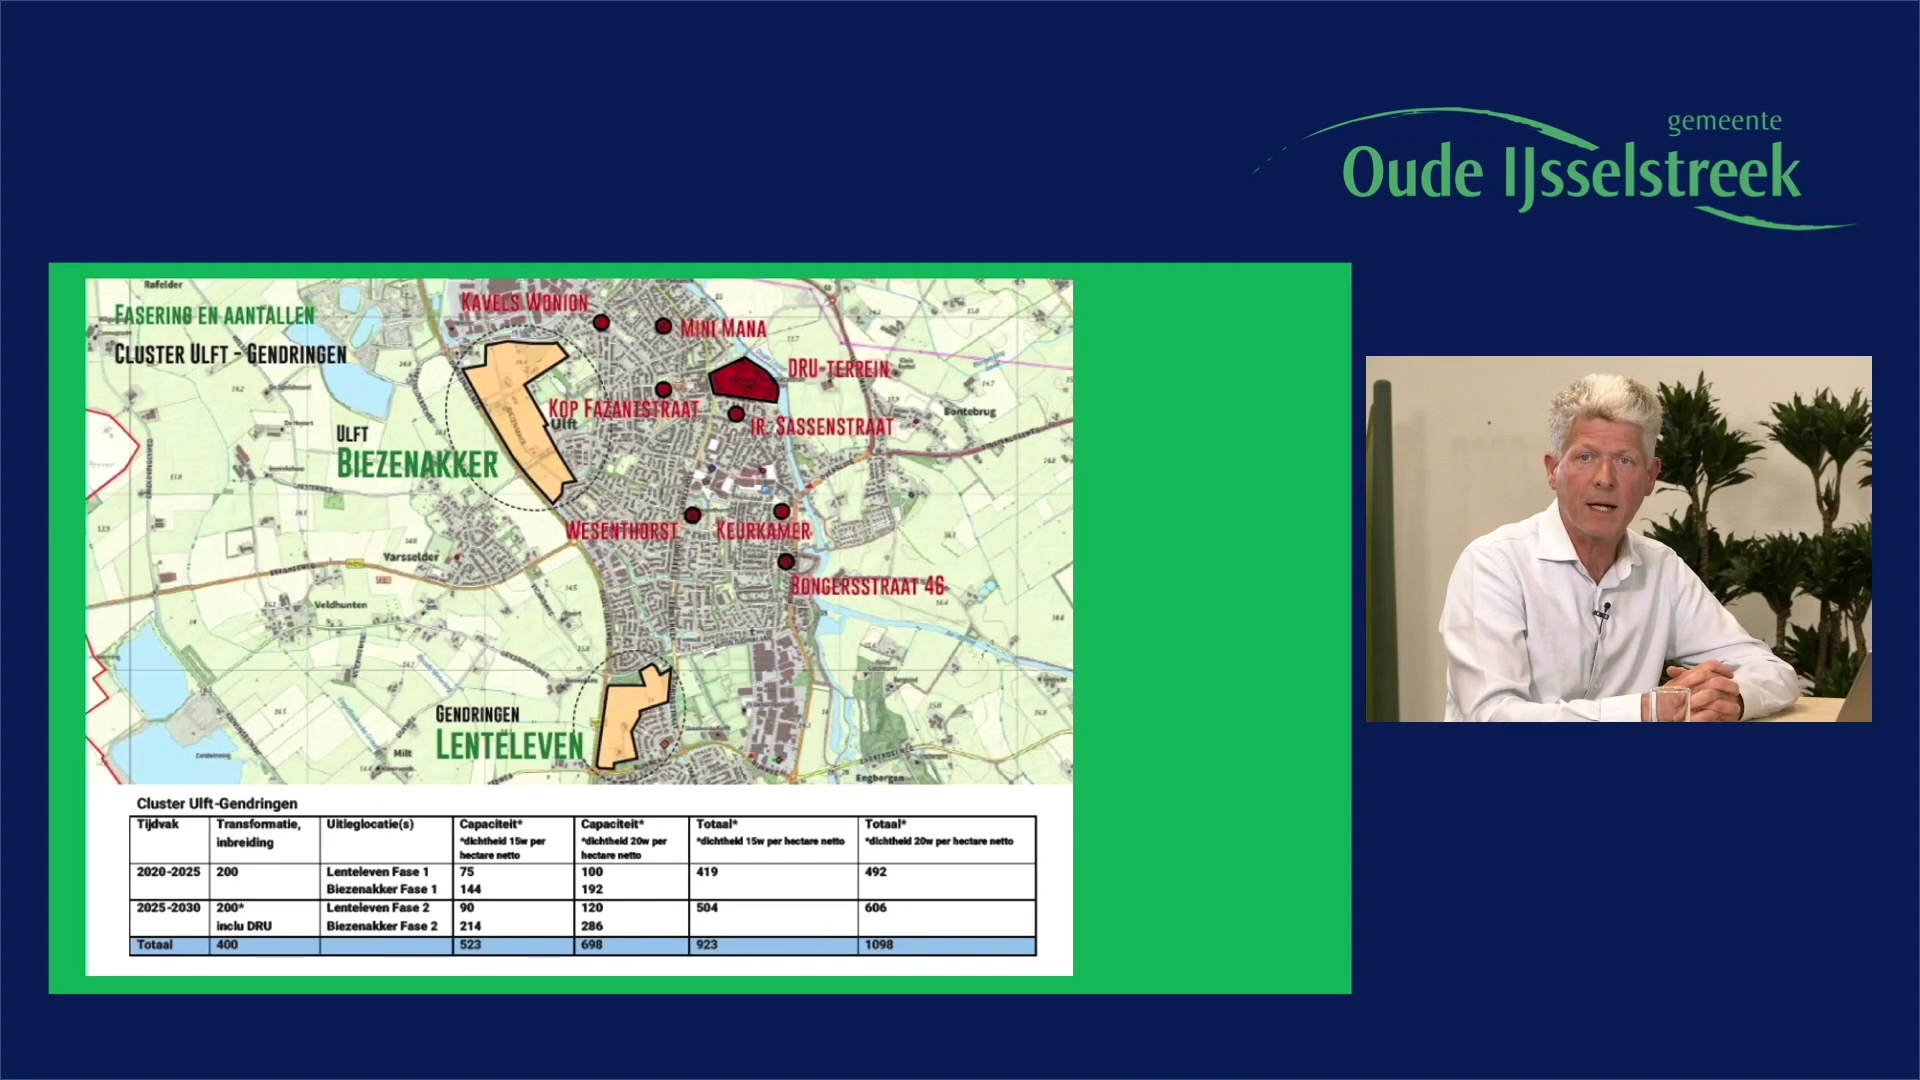 gemeente
Oude IJsselstreek
Rafelder
FASERING EN AANTALLEN
CLUSTER ULFT - GENDRINGEN
KAVELS WONION
MINI MANA
DRU-TERREIN
KOP FAZANTSTRAAT
Ulft
IR. SASSENSTRAAT
Bontebrug
ULFT
BIEZENAKKER
WESENTHORST
KEURKAMER
Varsselder
BONGERSSTRAAT 46
Veldhunten
GENDRINGEN
LENTELEVEN
Milt
Engbergen
Cluster Ulft-Gendringen
Tijdvak
Transformatie,
inbreiding
Uitleglocatie(s)
Capaciteit*
*dichtheid 15w per
hectare netto
Capaciteit*
*dichtheid 20w per
hectare netto
Totaal*
*dichtheid 15w per hectare netto
Totaal*
*dichtheid 20w per hectare netto
2020-2025 200 Lenteleven Fase 1 75 100 419 492
Biezenakker Fase 1 144 192
2025-2030 200* Lenteleven Fase 2 90 120 504 606
inclu DRU Biezenakker Fase 2 214 286
Totaal 400 523 698 923 1098